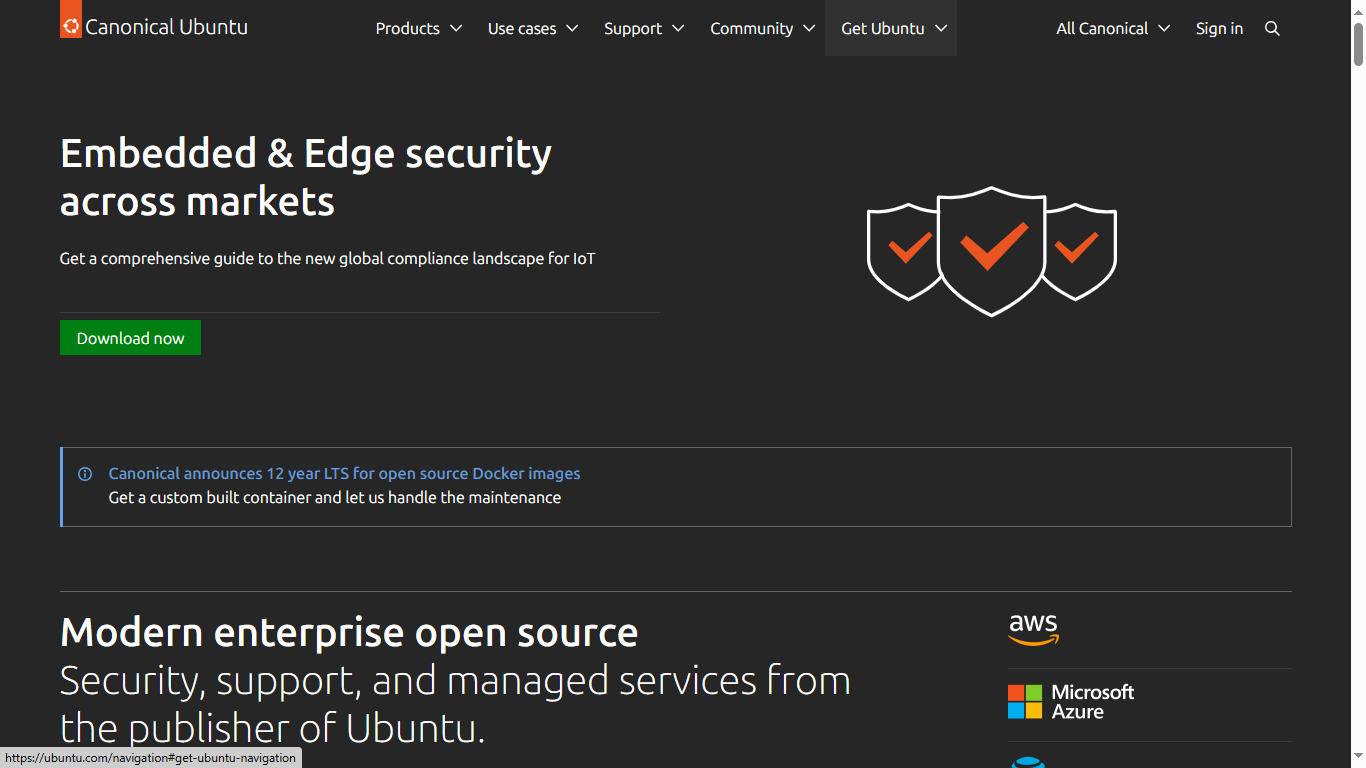 Canonical Ubuntu
Products
Use cases
Support
Community
Get Ubuntu
All Canonical
Sign in
Embedded & Edge security
across markets
Get a comprehensive guide to the new global compliance landscape for IoT
Download now
Canonical announces 12 year LTS for open source Docker images
Get a custom built container and let us handle the maintenance
Modern enterprise open source
Security, support, and managed services from
the publisher of Ubuntu.
aws
Microsoft
Azure
https://ubuntu.com/navigation#get-ubuntu-navigation